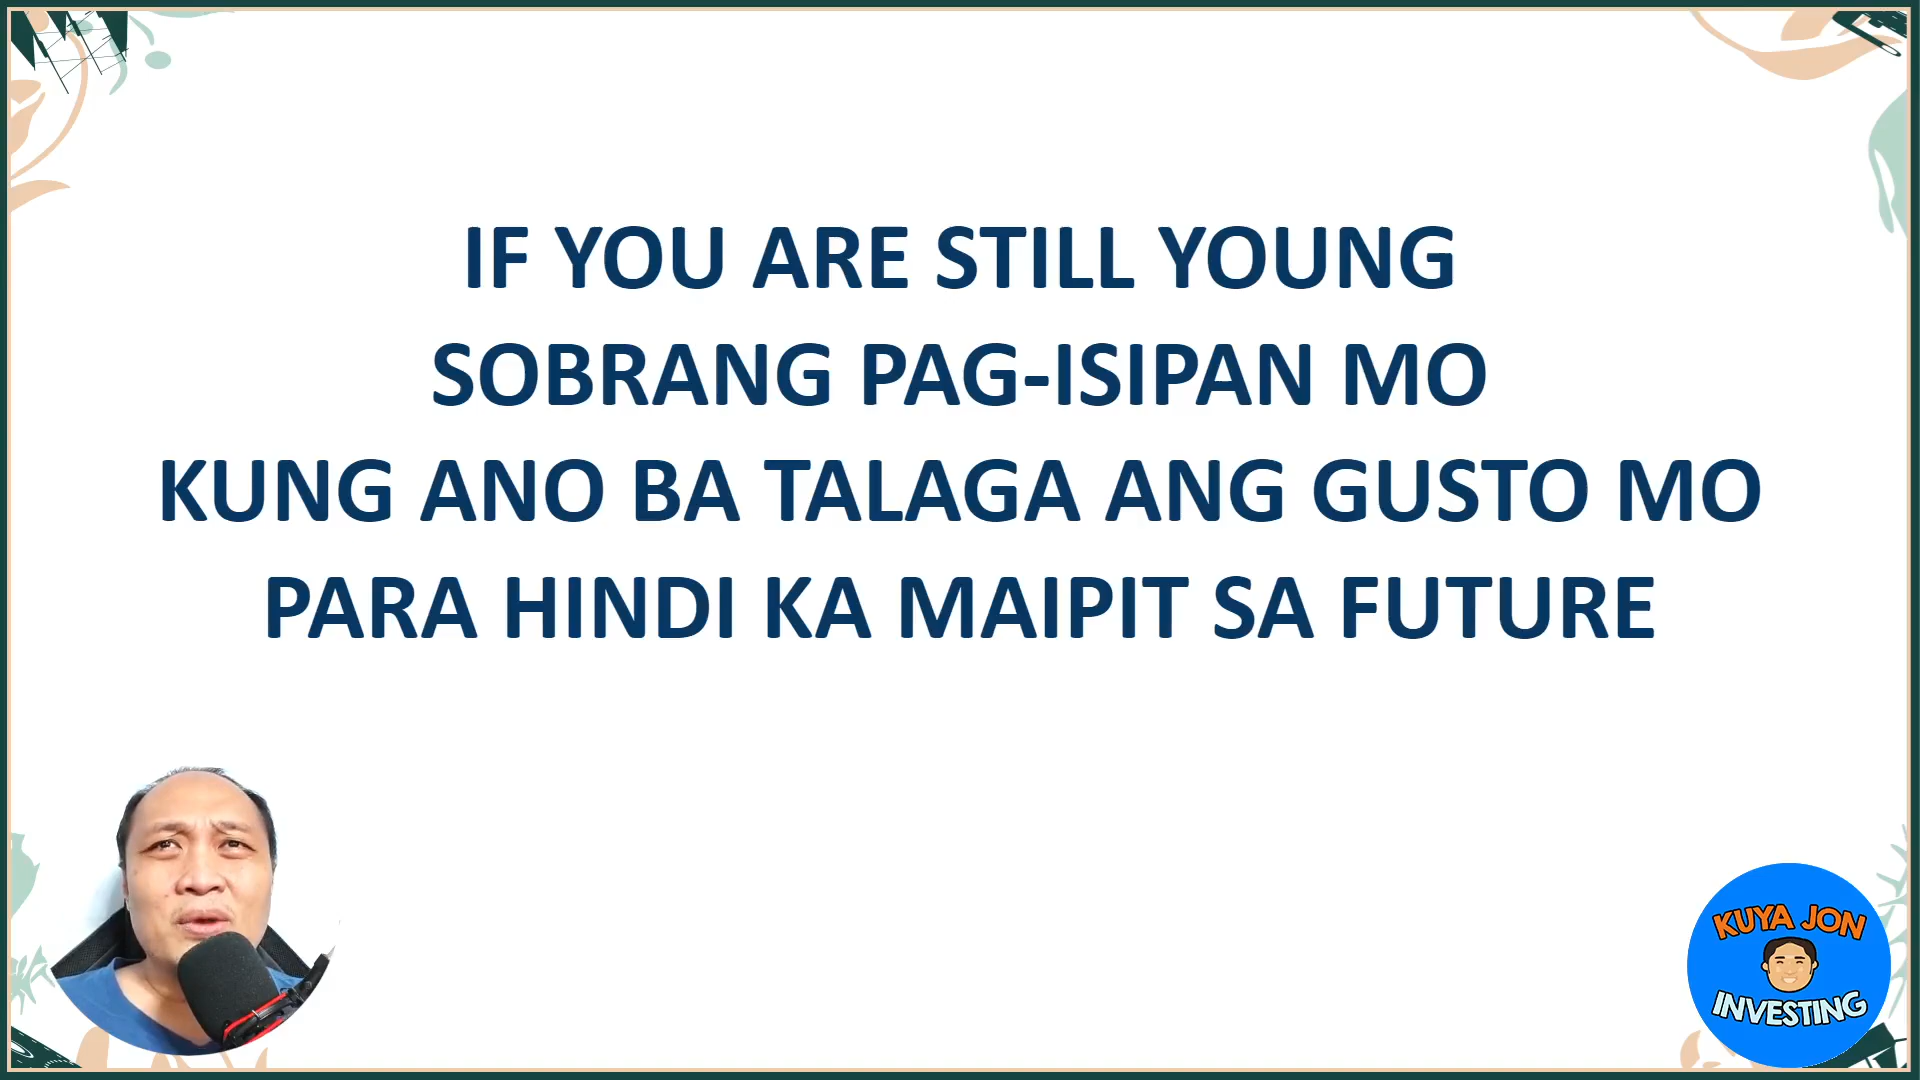 IF YOU ARE STILL YOUNG
SOBRANG PAG-ISIPAN MO
KUNG ANO BA TALAGA ANG GUSTO MO
PARA HINDI KA MAIPIT SA FUTURE
KUYA JON
INVESTING